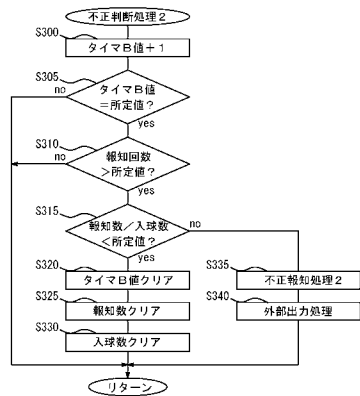 不正判断処理２
S300
タイマＢ値＋１
S305
no
タイマＢ値
＝所定値？
yes
S310
no
報知回数
＞所定値？
yes
S315
no
報知数／入球数
＜所定値？
yes
S320
S335
タイマＢ値クリア
不正報知処理２
S325
S340
報知数クリア
外部出力処理
S330
入球数クリア
リターン